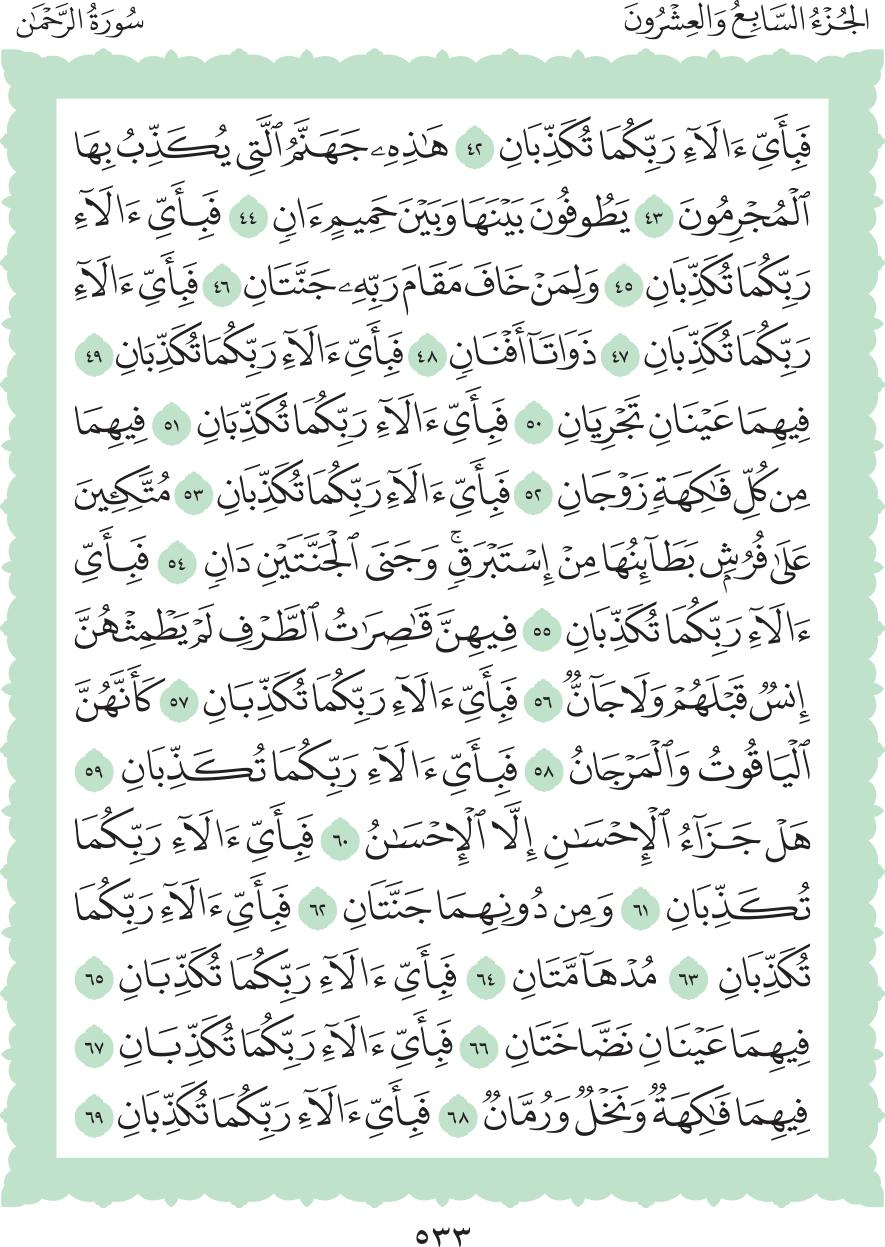 الجُزْءُ السَّابِعُ وَالعِشْرُونَ
سُورَةُ الرَّحْمَٰن
فَبِأَيِّ ءَالَآءِ رَبِّكُمَا تُكَذِّبَانِ ٤٢ هَٰذِهِۦ جَهَنَّمُ ٱلَّتِي يُكَذِّبُ بِهَا
ٱلْمُجْرِمُونَ ٤٣ يَطُوفُونَ بَيْنَهَا وَبَيْنَ حَمِيمٍ ءَانٖ ٤٤ فَبِأَيِّ ءَالَآءِ
رَبِّكُمَا تُكَذِّبَانِ ٤٥ وَلِمَنْ خَافَ مَقَامَ رَبِّهِۦ جَنَّتَانِ ٤٦ فَبِأَيِّ ءَالَآءِ
رَبِّكُمَا تُكَذِّبَانِ ٤٧ ذَوَاتَآ أَفْنَانٖ ٤٨ فَبِأَيِّ ءَالَآءِ رَبِّكُمَا تُكَذِّبَانِ ٤٩
فِيهِمَا عَيْنَانِ تَجْرِيَانِ ٥٠ فَبِأَيِّ ءَالَآءِ رَبِّكُمَا تُكَذِّبَانِ ٥١ فِيهِمَا
مِن كُلِّ فَٰكِهَةٖ زَوْجَانِ ٥٢ فَبِأَيِّ ءَالَآءِ رَبِّكُمَا تُكَذِّبَانِ ٥٣ مُتَّكِـِٔينَ
عَلَىٰ فُرُشِۭ بَطَآئِنُهَا مِنْ إِسْتَبْرَقٖۚ وَجَنَى ٱلْجَنَّتَيْنِ دَانٖ ٥٤ فَبِأَيِّ
ءَالَآءِ رَبِّكُمَا تُكَذِّبَانِ ٥٥ فِيهِنَّ قَٰصِرَٰتُ ٱلطَّرْفِ لَمْ يَطْمِثْهُنَّ
إِنسٞ قَبْلَهُمْ وَلَا جَآنّٞ ٥٦ فَبِأَيِّ ءَالَآءِ رَبِّكُمَا تُكَذِّبَانِ ٥٧ كَأَنَّهُنَّ
ٱلْيَاقُوتُ وَٱلْمَرْجَانُ ٥٨ فَبِأَيِّ ءَالَآءِ رَبِّكُمَا تُكَذِّبَانِ ٥٩
هَلْ جَزَآءُ ٱلْإِحْسَٰنِ إِلَّا ٱلْإِحْسَٰنُ ٦٠ فَبِأَيِّ ءَالَآءِ رَبِّكُمَا
تُكَذِّبَانِ ٦١ وَمِن دُونِهِمَا جَنَّتَانِ ٦٢ فَبِأَيِّ ءَالَآءِ رَبِّكُمَا
تُكَذِّبَانِ ٦٣ مُدْهَآمَّتَانِ ٦٤ فَبِأَيِّ ءَالَآءِ رَبِّكُمَا تُكَذِّبَانِ ٦٥
فِيهِمَا عَيْنَانِ نَضَّاخَتَانِ ٦٦ فَبِأَيِّ ءَالَآءِ رَبِّكُمَا تُكَذِّبَانِ ٦٧
فِيهِمَا فَٰكِهَةٞ وَنَخْلٞ وَرُمَّانٞ ٦٨ فَبِأَيِّ ءَالَآءِ رَبِّكُمَا تُكَذِّبَانِ ٦٩
٥٣٣